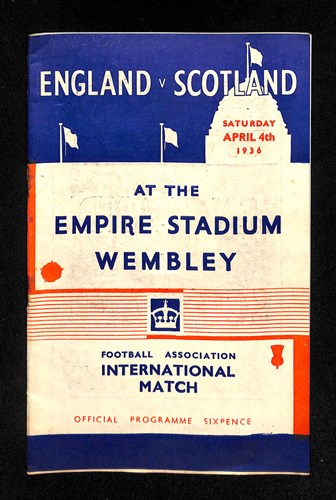 ENGLAND V SCOTLAND
SATURDAY
APRIL 4th
1936
AT THE
EMPIRE STADIUM
WEMBLEY
FOOTBALL ASSOCIATION
INTERNATIONAL
MATCH
OFFICIAL PROGRAMME SIXPENCE